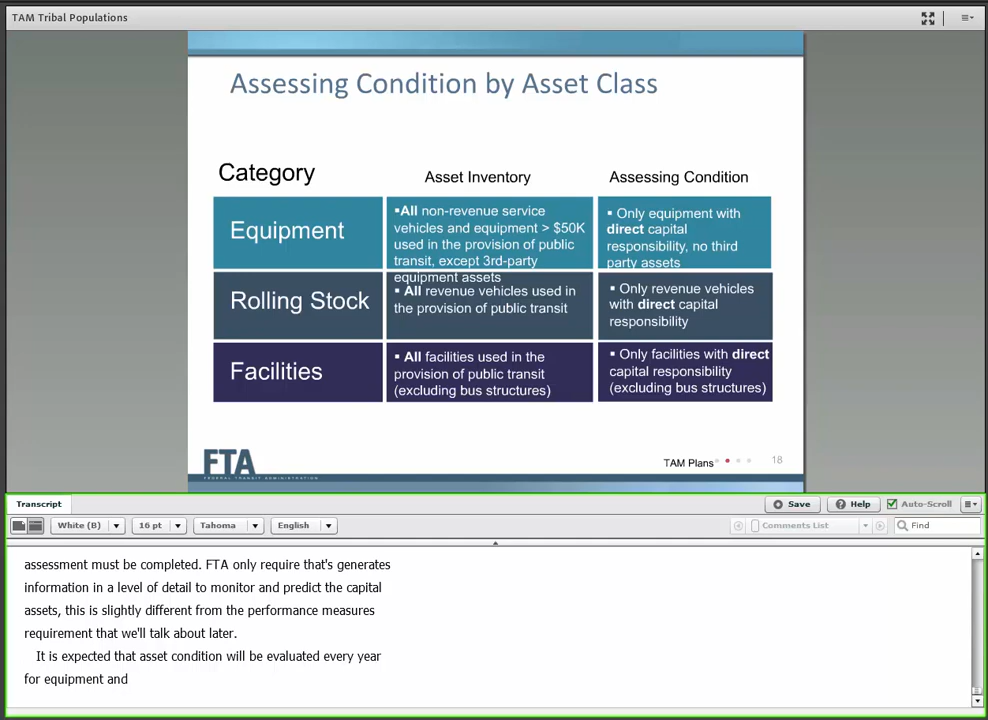 TAM Tribal Populations
Assessing Condition by Asset Class
Category
Asset Inventory
Assessing Condition
Equipment
▪All non-revenue service
vehicles and equipment > $50K
used in the provision of public
transit, except 3rd-party
equipment assets
▪ Only equipment with
direct capital
responsibility, no third
party assets
Rolling Stock
▪ All revenue vehicles used in
the provision of public transit
▪ Only revenue vehicles
with direct capital
responsibility
Facilities
▪ All facilities used in the
provision of public transit
(excluding bus structures)
▪ Only facilities with direct
capital responsibility
(excluding bus structures)
FTA
FEDERAL TRANSIT ADMINISTRATION
TAM Plans
18
Transcript
Save
Help
Auto-Scroll
White (B)
16 pt
Tahoma
English
Comments List
Find
assessment must be completed. FTA only require that's generates
information in a level of detail to monitor and predict the capital
assets, this is slightly different from the performance measures
requirement that we'll talk about later.
It is expected that asset condition will be evaluated every year
for equipment and